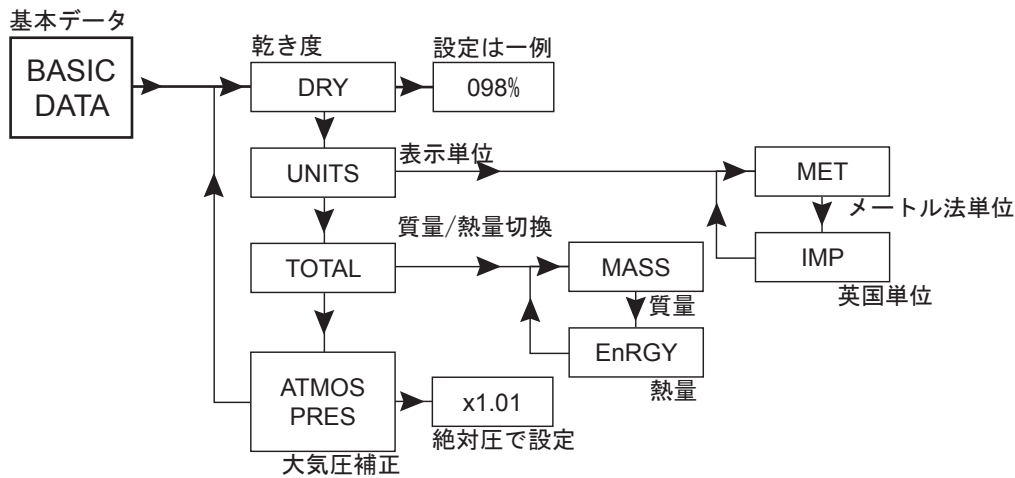 基本データ
BASIC
DATA
乾き度
DRY
設定は一例
098%
UNITS
表示単位
MET
メートル法単位
IMP
英国単位
質量/熱量切換
TOTAL
MASS
質量
EnRGY
熱量
ATMOS
PRES
大気圧補正
x1.01
絶対圧で設定